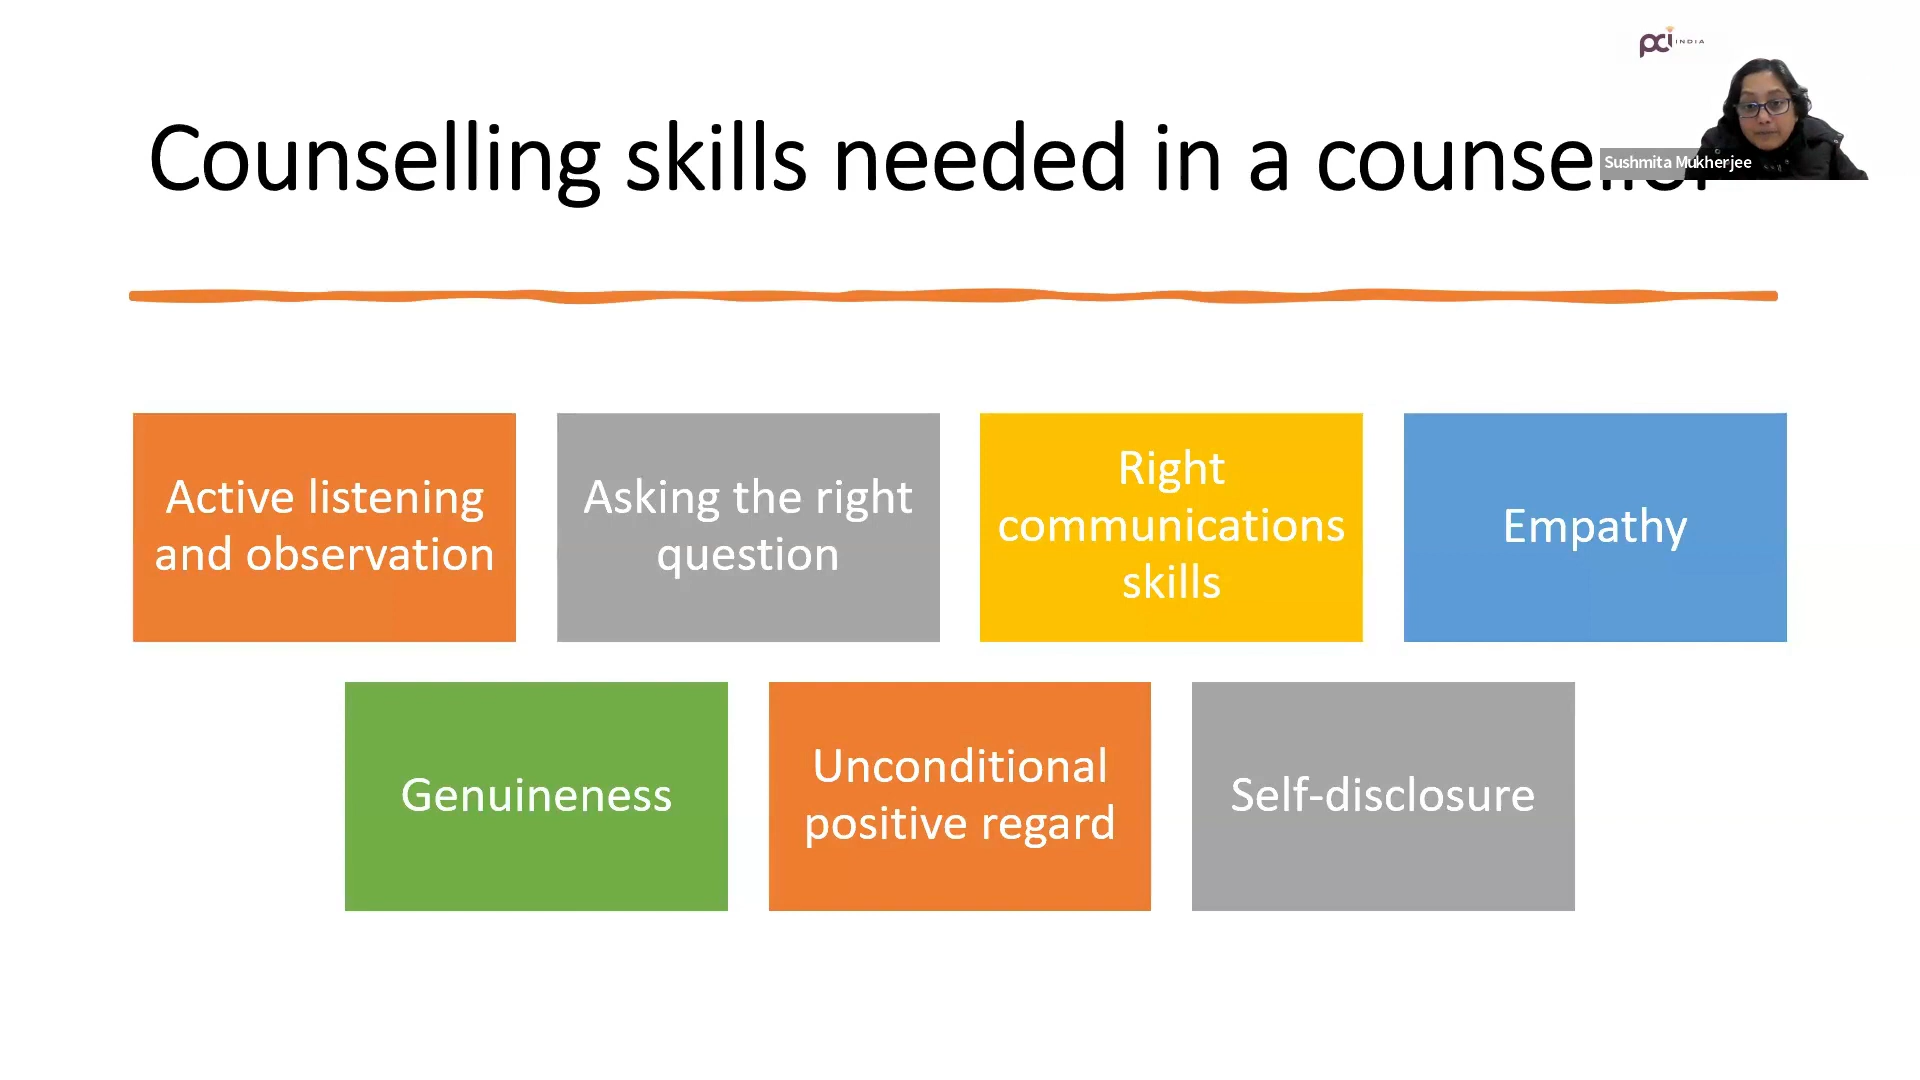 pci INDIA
Sushmita Mukherjee
Counselling skills needed in a counsellor
Active listening
and observation
Asking the right
question
Right
communications
skills
Empathy
Genuineness
Unconditional
positive regard
Self-disclosure